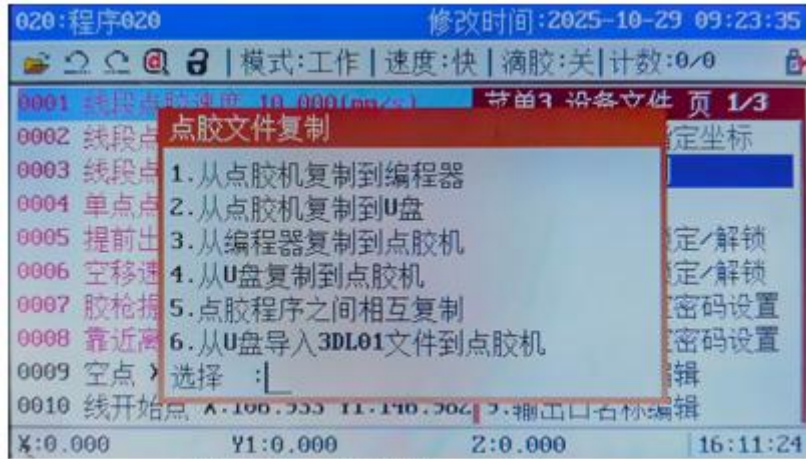 020:程序020 修改时间:2025-10-29 09:23:35
模式:工作|速度:快|滴胶:关|计数:0/0
0001 线段点胶速度 10.000(mm/s) 菜单3 设备文件 页 1/3
点胶文件复制
0002 线段点 定坐标
0003 线段点 1.从点胶机复制到编程器
0004 单点点 2.从点胶机复制到U盘
0005 提前出 3.从编程器复制到点胶机 定/解锁
0006 空移速 4.从U盘复制到点胶机 定/解锁
0007 胶枪提 5.点胶程序之间相互复制 密码设置
0008 靠近离 6.从U盘导入3DL01文件到点胶机 密码设置
0009 空点 选择 : 辑
0010 线开始点 X:108.533 Y1:146.962 9.输出口名称编辑
X:0.000 Y1:0.000 Z:0.000 16:11:24